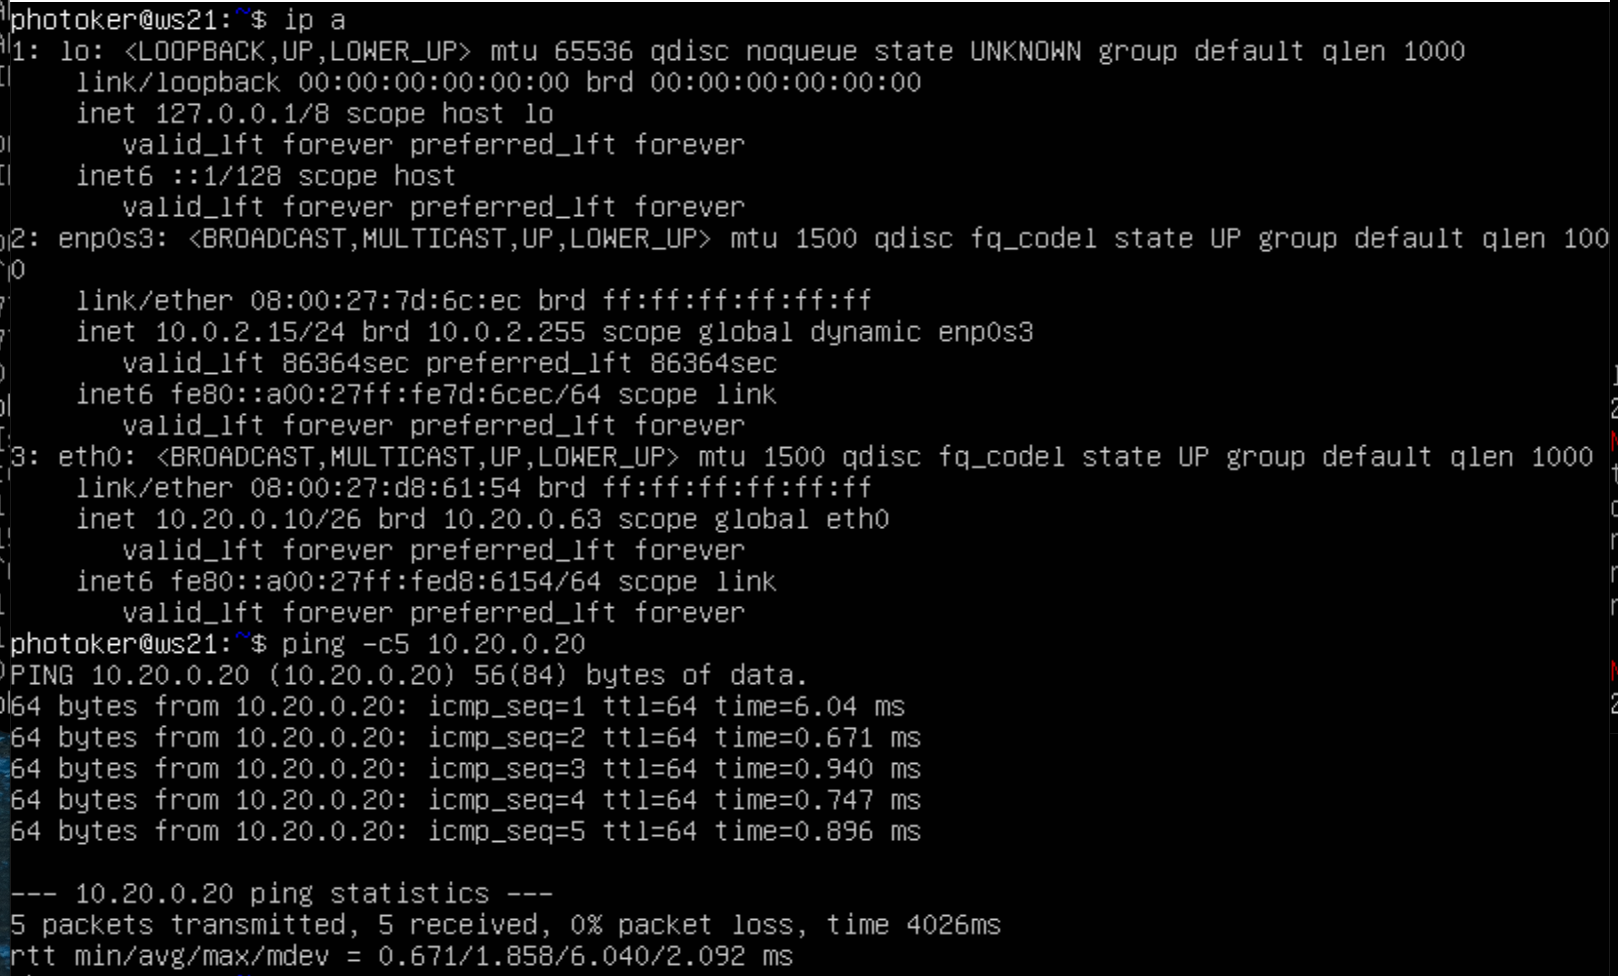 photoker@ws21:~$ ip a
1: lo: <LOOPBACK,UP,LOWER_UP> mtu 65536 qdisc noqueue state UNKNOWN group default qlen 1000
    link/loopback 00:00:00:00:00:00 brd 00:00:00:00:00:00
    inet 127.0.0.1/8 scope host lo
       valid_lft forever preferred_lft forever
    inet6 ::1/128 scope host
       valid_lft forever preferred_lft forever
2: enp0s3: <BROADCAST,MULTICAST,UP,LOWER_UP> mtu 1500 qdisc fq_codel state UP group default qlen 100
0
    link/ether 08:00:27:7d:6c:ec brd ff:ff:ff:ff:ff:ff
    inet 10.0.2.15/24 brd 10.0.2.255 scope global dynamic enp0s3
       valid_lft 86364sec preferred_lft 86364sec
    inet6 fe80::a00:27ff:fe7d:6cec/64 scope link
       valid_lft forever preferred_lft forever
3: eth0: <BROADCAST,MULTICAST,UP,LOWER_UP> mtu 1500 qdisc fq_codel state UP group default qlen 1000
    link/ether 08:00:27:d8:61:54 brd ff:ff:ff:ff:ff:ff
    inet 10.20.0.10/26 brd 10.20.0.63 scope global eth0
       valid_lft forever preferred_lft forever
    inet6 fe80::a00:27ff:fed8:6154/64 scope link
       valid_lft forever preferred_lft forever
photoker@ws21:~$ ping -c5 10.20.0.20
PING 10.20.0.20 (10.20.0.20) 56(84) bytes of data.
64 bytes from 10.20.0.20: icmp_seq=1 ttl=64 time=6.04 ms
64 bytes from 10.20.0.20: icmp_seq=2 ttl=64 time=0.671 ms
64 bytes from 10.20.0.20: icmp_seq=3 ttl=64 time=0.940 ms
64 bytes from 10.20.0.20: icmp_seq=4 ttl=64 time=0.747 ms
64 bytes from 10.20.0.20: icmp_seq=5 ttl=64 time=0.896 ms

--- 10.20.0.20 ping statistics ---
5 packets transmitted, 5 received, 0% packet loss, time 4026ms
rtt min/avg/max/mdev = 0.671/1.858/6.040/2.092 ms